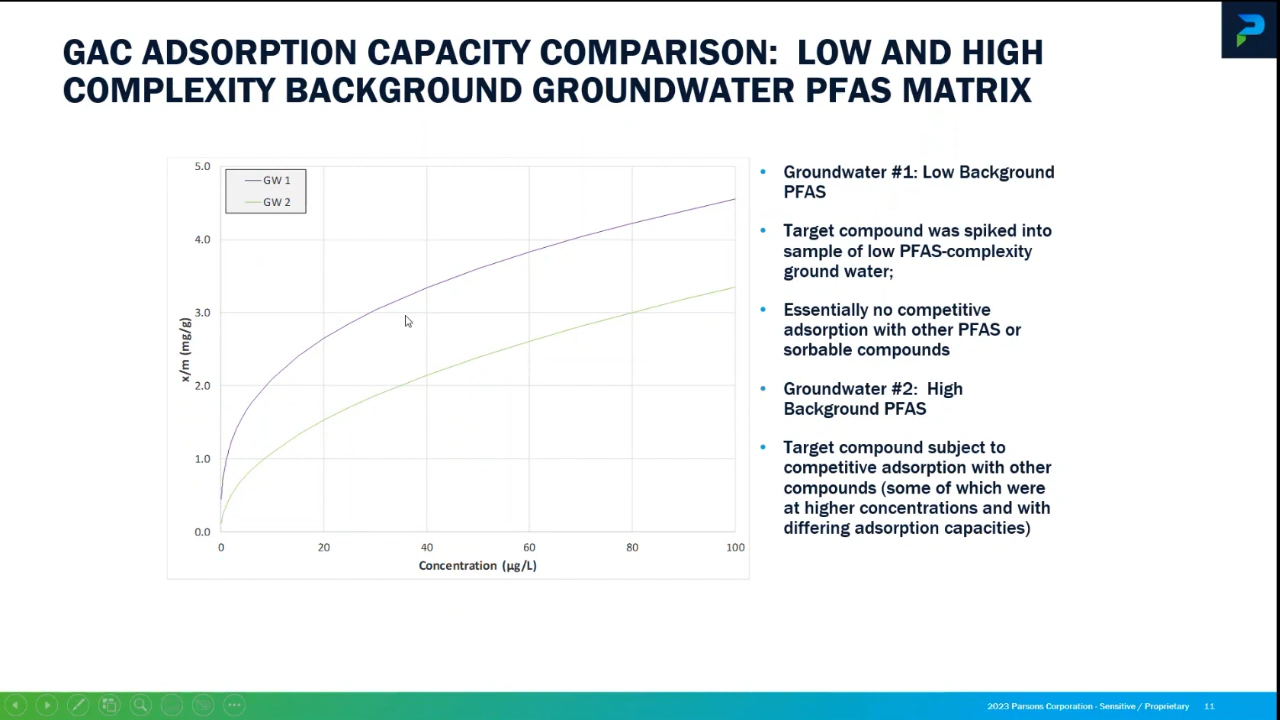 GAC ADSORPTION CAPACITY COMPARISON: LOW AND HIGH
COMPLEXITY BACKGROUND GROUNDWATER PFAS MATRIX
5.0
4.0
3.0
2.0
1.0
0.0
x/m (mg/g)
GW 1
GW 2
0 20 40 60 80 100
Concentration (µg/L)
• Groundwater #1: Low Background
PFAS
• Target compound was spiked into
sample of low PFAS-complexity
ground water;
• Essentially no competitive
adsorption with other PFAS or
sorbable compounds
• Groundwater #2: High
Background PFAS
• Target compound subject to
competitive adsorption with other
compounds (some of which were
at higher concentrations and with
differing adsorption capacities)
2023 Parsons Corporation - Sensitive / Proprietary 11